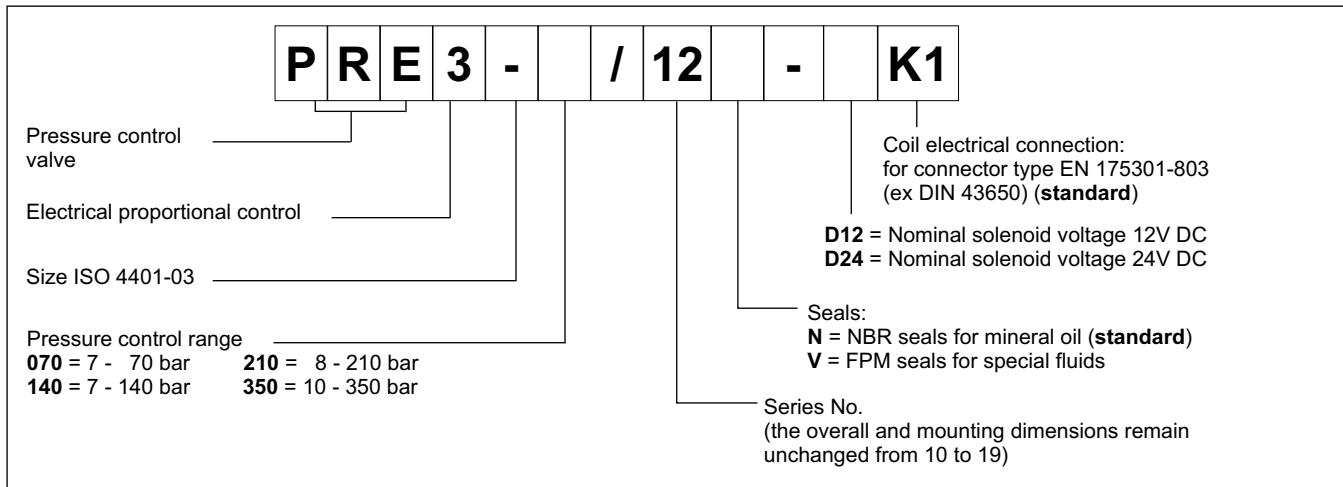 PRE3- /12 - K1
Pressure control
valve
Electrical proportional control
Size ISO 4401-03
Pressure control range
070 = 7 - 70 bar 210 = 8 - 210 bar
140 = 7 - 140 bar 350 = 10 - 350 bar
Coil electrical connection:
for connector type EN 175301-803
(ex DIN 43650) (standard)
D12 = Nominal solenoid voltage 12V DC
D24 = Nominal solenoid voltage 24V DC
Seals:
N = NBR seals for mineral oil (standard)
V = FPM seals for special fluids
Series No.
(the overall and mounting dimensions remain
unchanged from 10 to 19)